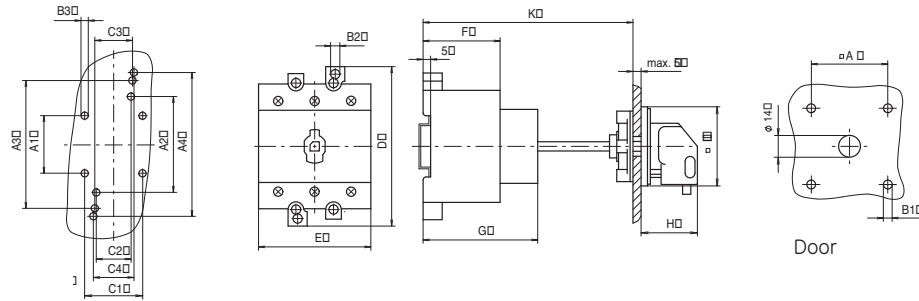 B3□
C3□
A3□
A1□
A2□
A4□
C2□
C4□
C1□
B2□
D□
E□
K□
F□
5□
max. 5□
G□
H□
□ A □
ϕ 14□
B1□
Door